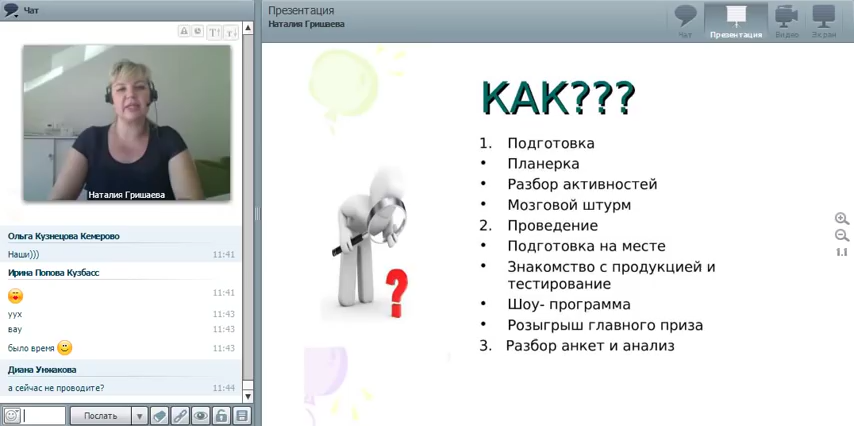 Чат
Презентация
Наталия Гришаева
Чат
Презентация
Видео
Экран
Наталия Гришаева
Ольга Кузнецова Кемерово
Наши))) 11:41
Ирина Попова Кузбасс
11:41
уух 11:43
вау 11:43
было время 11:43
Диана Унжакова
а сейчас не проводите? 11:44
Послать
КАК???
1. Подготовка
• Планерка
• Разбор активностей
• Мозговой штурм
2. Проведение
• Подготовка на месте
• Знакомство с продукцией и
тестирование
• Шоу- программа
• Розыгрыш главного приза
3. Разбор анкет и анализ
1.1